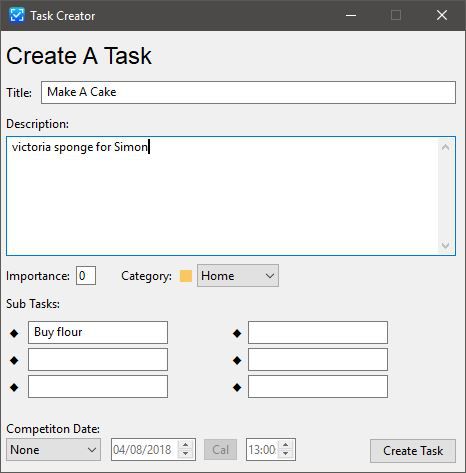 Task Creator
Create A Task
Title: Make A Cake
Description:
victoria sponge for Simon
Importance: 0 Category: Home
Sub Tasks:
Buy flour
Competiton Date:
None 04/08/2018 Cal 13:00 Create Task